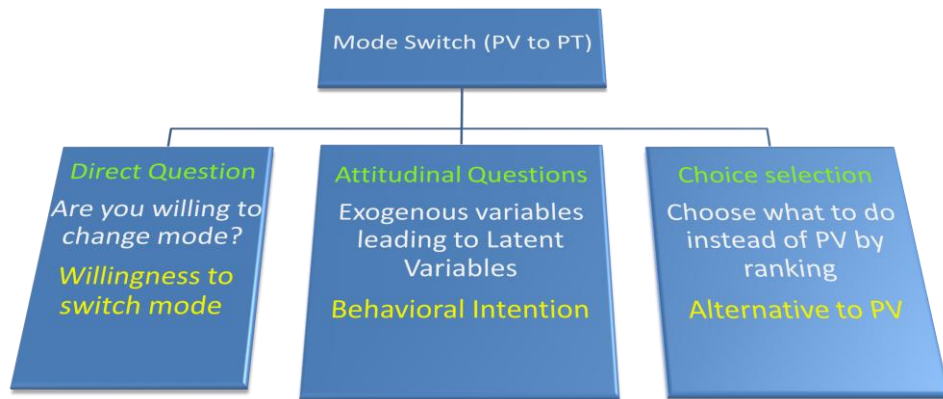 Mode Switch (PV to PT)
Direct Question
Are you willing to
change mode?
Willingness to
switch mode
Attitudinal Questions
Exogenous variables
leading to Latent
Variables
Behavioral Intention
Choice selection
Choose what to do
instead of PV by
ranking
Alternative to PV